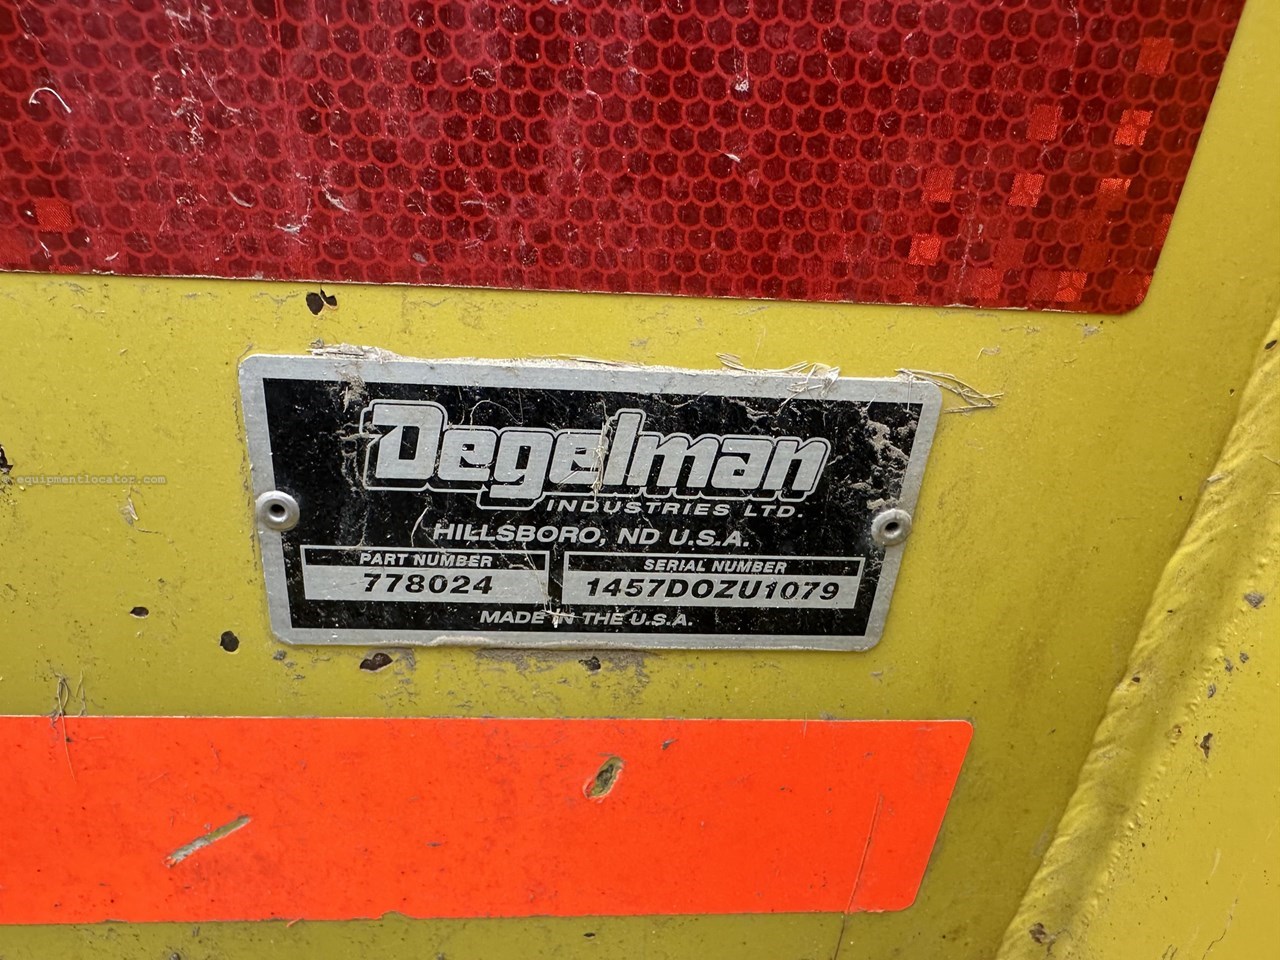 Degelman
INDUSTRIES LTD.
HILLSBORO, ND U.S.A.
PART NUMBER
778024
SERIAL NUMBER
1457DOZU1079
MADE IN THE U.S.A.
© equipmentlocator.com